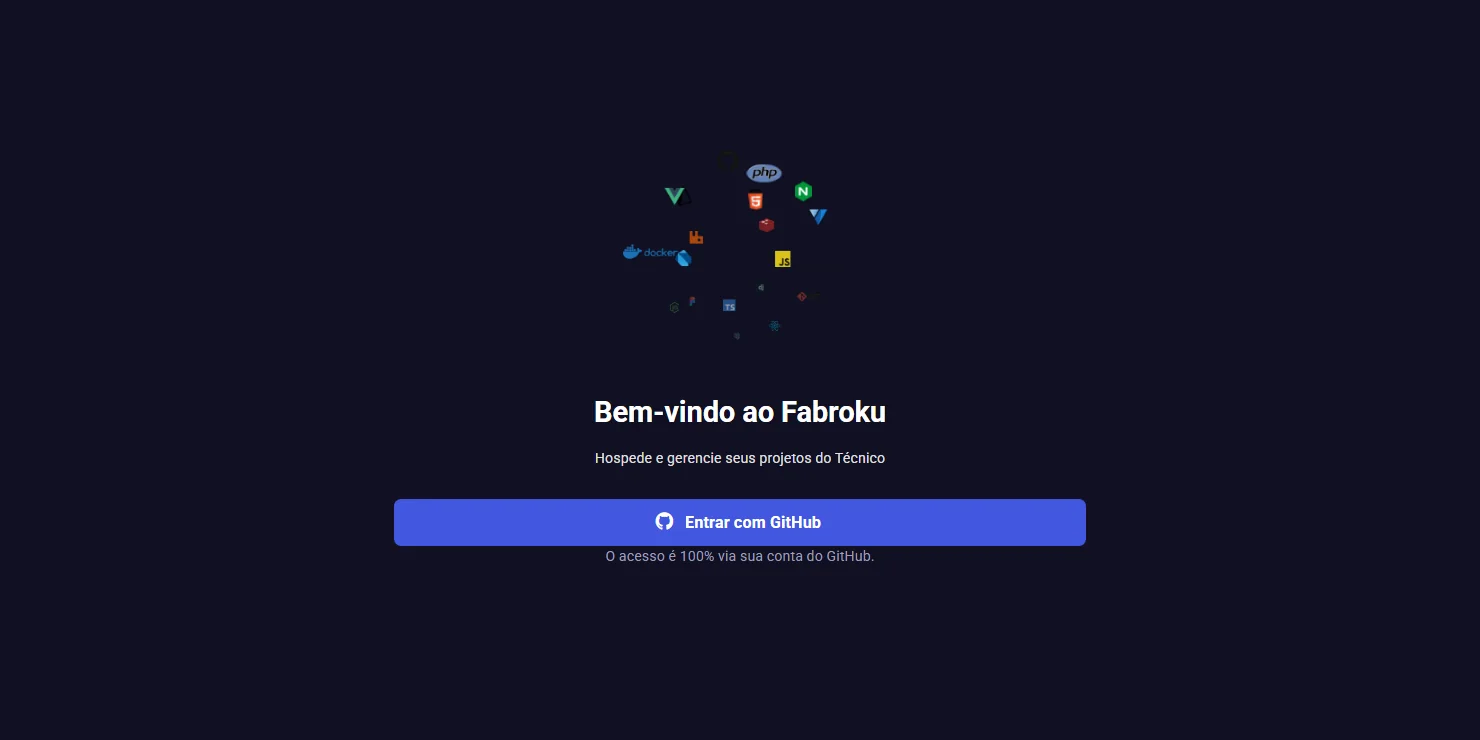 php
N
5
docker
JS
TS
Bem-vindo ao Fabroku
Hospede e gerencie seus projetos do Técnico
Entrar com GitHub
O acesso é 100% via sua conta do GitHub.